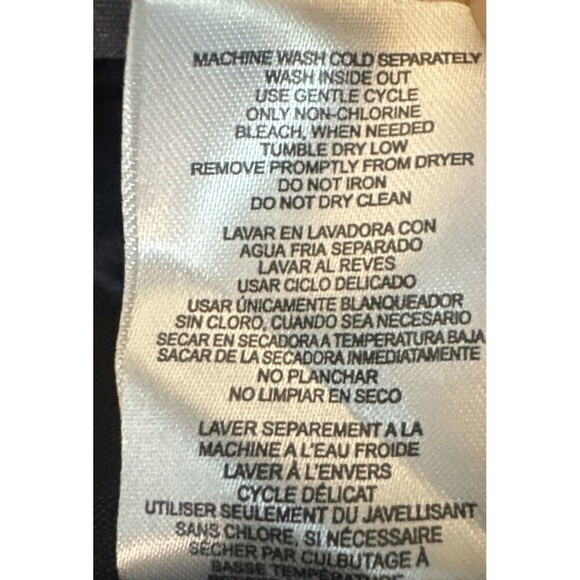 MACHINE WASH COLD SEPARATELY
WASH INSIDE OUT
USE GENTLE CYCLE
ONLY NON-CHLORINE
BLEACH, WHEN NEEDED
TUMBLE DRY LOW
REMOVE PROMPTLY FROM DRYER
DO NOT IRON
DO NOT DRY CLEAN
LAVAR EN LAVADORA CON
AGUA FRIA SEPARADO
LAVAR AL REVES
USAR CICLO DELICADO
USAR ÚNICAMENTE BLANQUEADOR
SIN CLORO, CUANDO SEA NECESARIO
SECAR EN SECADORA A TEMPERATURA BAJA
SACAR DE LA SECADORA INMEDIATAMENTE
NO PLANCHAR
NO LIMPIAR EN SECO
LAVER SEPAREMENT A LA
MACHINE A L'EAU FROIDE
LAVER À L'ENVERS
CYCLE DÉLICAT
UTILISER SEULEMENT DU JAVELLISANT
SANS CHLORE, SI NÉCESSAIRE
SÉCHER PAR CULBUTAGE À
BASSE TEMPÉRATURE